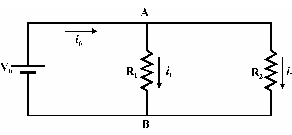 A
i₀
V₀
R₁
i₁
R₂
B